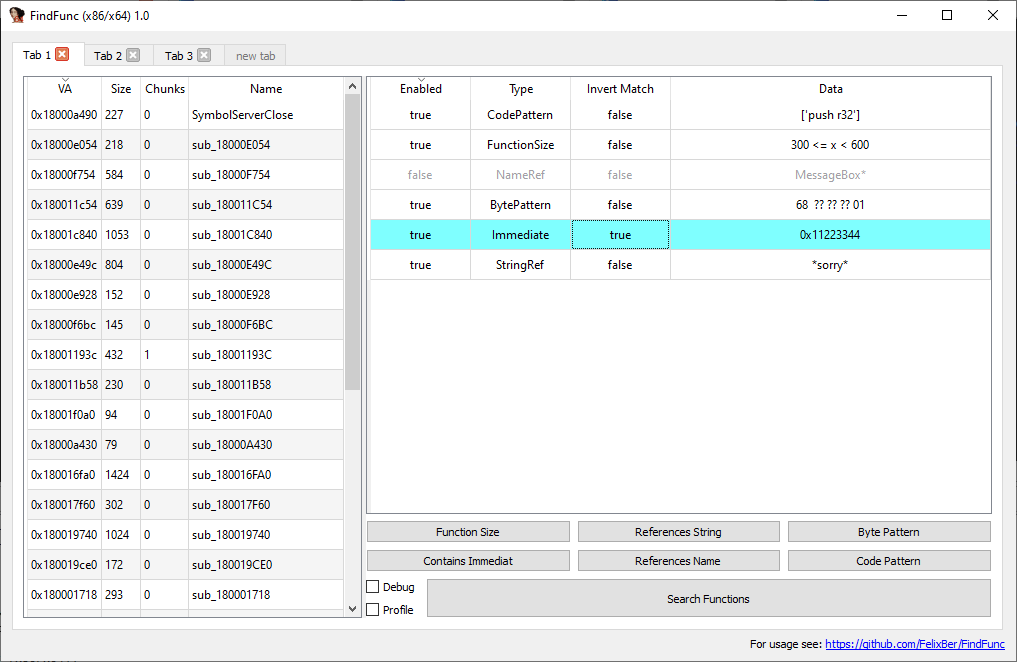 FindFunc (x86/x64) 1.0
Tab 1 Tab 2 Tab 3 new tab
VA Size Chunks Name
0x18000a490 227 0 SymbolServerClose
0x18000e054 218 0 sub_18000E054
0x18000f754 584 0 sub_18000F754
0x180011c54 639 0 sub_180011C54
0x18001c840 1053 0 sub_18001C840
0x18000e49c 804 0 sub_18000E49C
0x18000e928 152 0 sub_18000E928
0x18000f6bc 145 0 sub_18000F6BC
0x18001193c 432 1 sub_18001193C
0x180011b58 230 0 sub_180011B58
0x18001f0a0 94 0 sub_18001F0A0
0x18000a430 79 0 sub_18000A430
0x180016fa0 1424 0 sub_180016FA0
0x180017f60 302 0 sub_180017F60
0x180019740 1024 0 sub_180019740
0x180019ce0 172 0 sub_180019CE0
0x180001718 293 0 sub_180001718
Enabled Type Invert Match Data
true CodePattern false ['push r32']
true FunctionSize false 300 <= x < 600
false NameRef false MessageBox*
true BytePattern false 68 ?? ?? ?? 01
true Immediate true 0x11223344
true StringRef false *sorry*
Function Size References String Byte Pattern
Contains Immediat References Name Code Pattern
Debug
Profile
Search Functions
For usage see: https://github.com/FelixBer/FindFunc